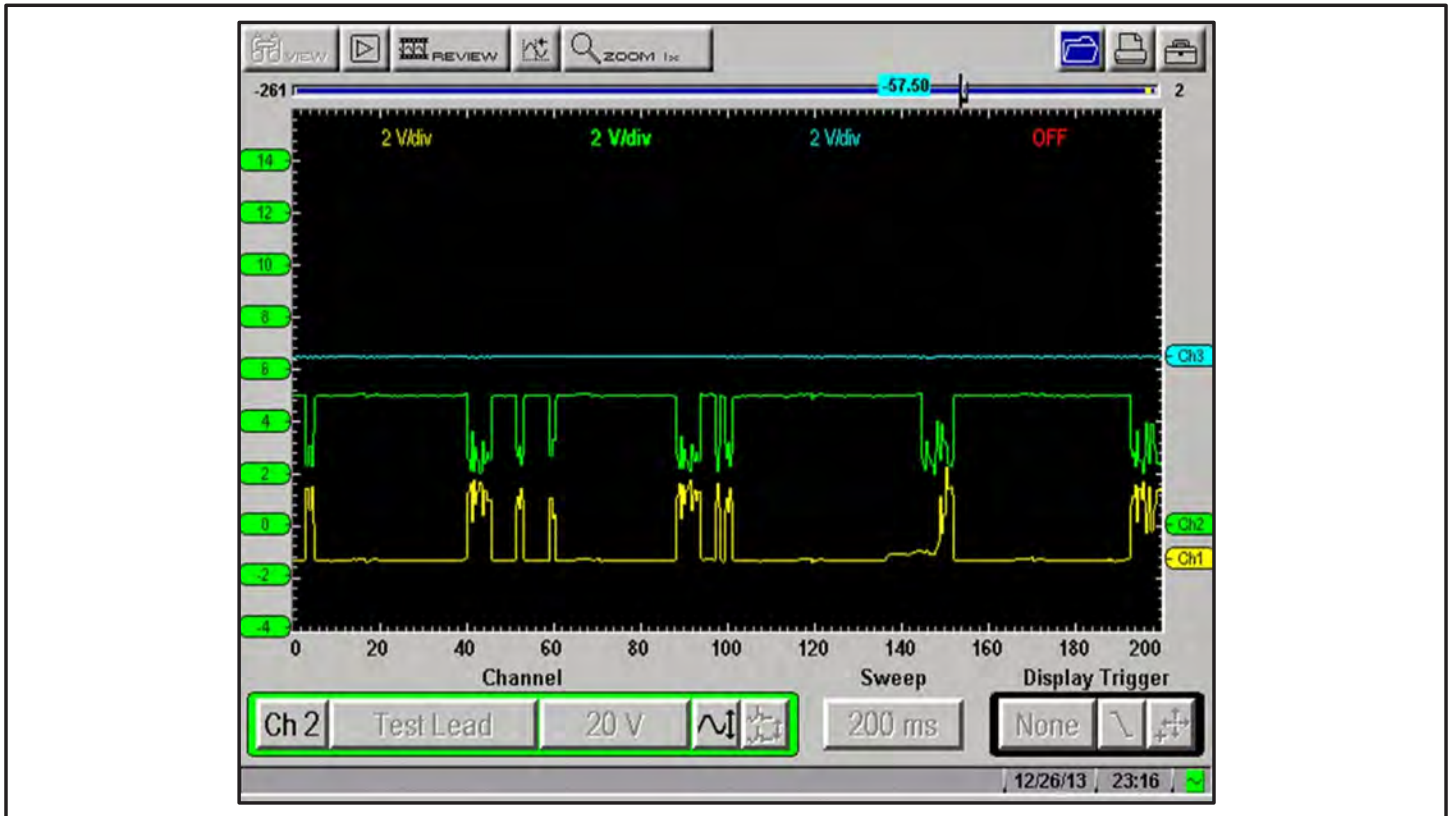 VIEW REVIEW ZOOM 1x
-261 -57.50 2
2 V/div 2 V/div 2 V/div OFF
14
12
10
8
6
4
2
0
-2
-4
Ch3
Ch2
Ch1
0 20 40 60 80 100 120 140 160 180 200
Channel Sweep Display Trigger
Ch 2 Test Lead 20 V 200 ms None
12/26/13 23:16